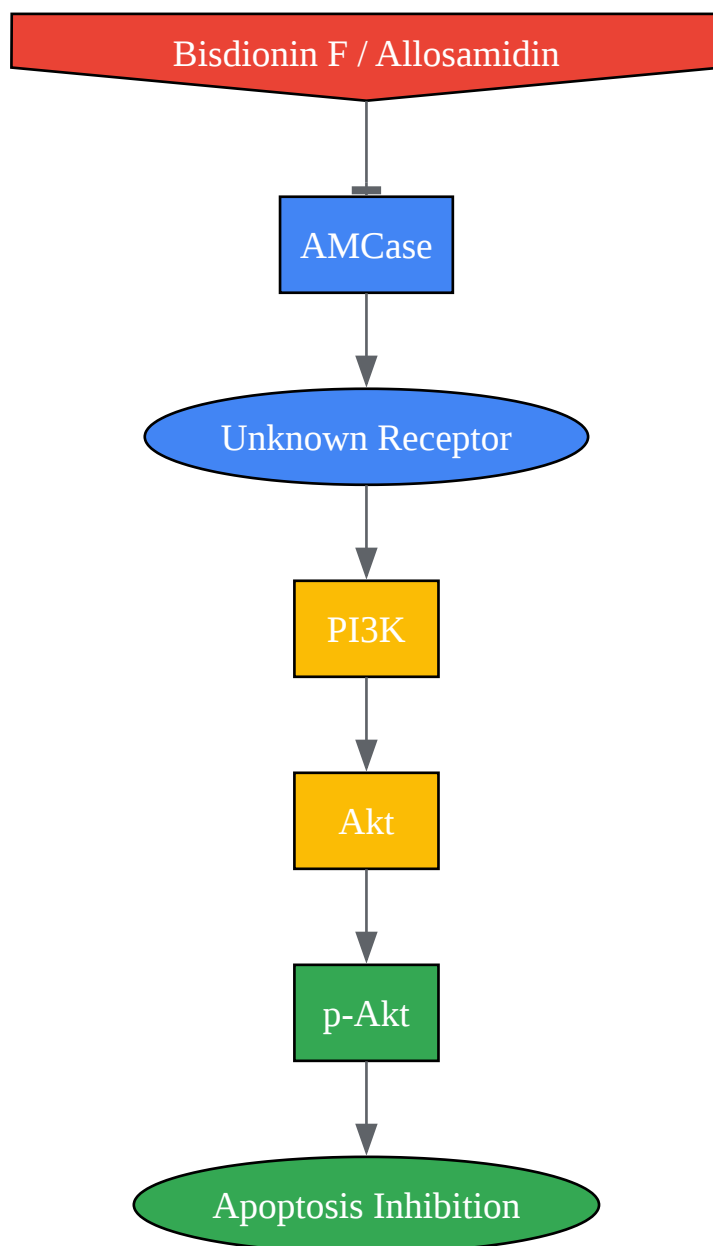 Bisdionin F / Allosamidin
AMCase
Unknown Receptor
PI3K
Akt
p-Akt
Apoptosis Inhibition